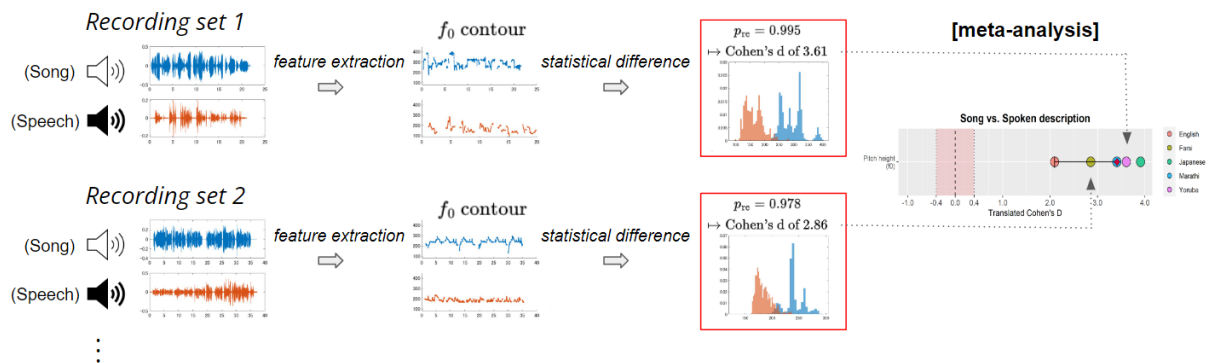 Recording set 1
(Song)
(Speech)
feature extraction
f0 contour
statistical difference
pre = 0.995
↦ Cohen's d of 3.61
[meta-analysis]
Song vs. Spoken description
Pitch height
(f0)
-1.0 -0.4 0.0 0.4 1.0 2.0 3.0 4.0
Translated Cohen's D
English
Farsi
Japanese
Marathi
Yoruba
Recording set 2
(Song)
(Speech)
feature extraction
f0 contour
statistical difference
pre = 0.978
↦ Cohen's d of 2.86
⋮